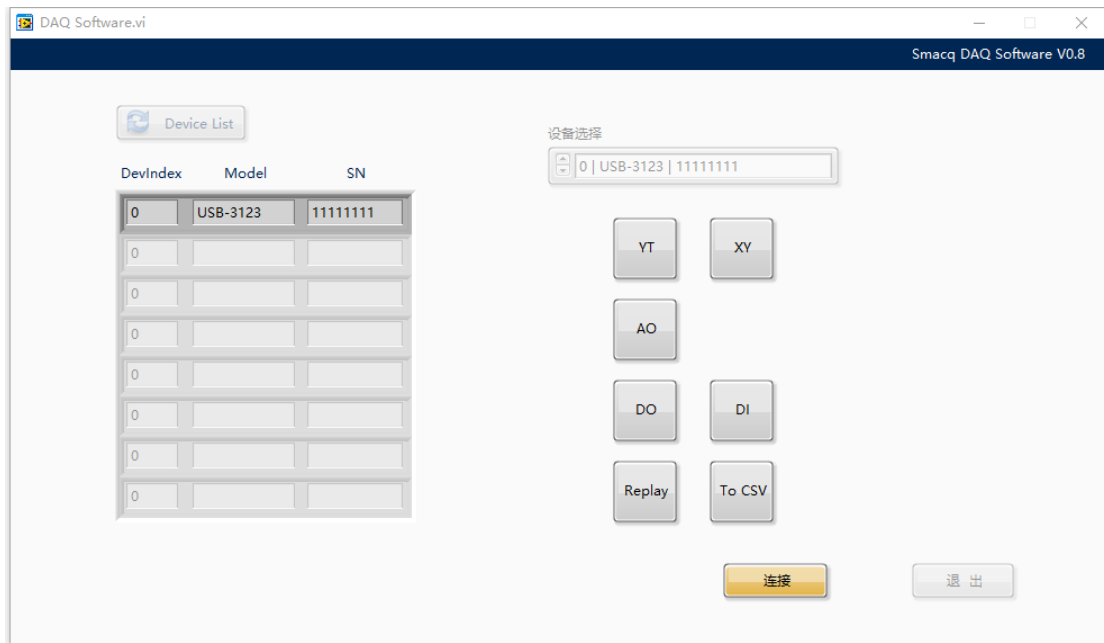 DAQ Software.vi
Smacq DAQ Software V0.8
Device List
设备选择
0 | USB-3123 | 11111111
DevIndex Model SN
0 USB-3123 11111111
0
0
0
0
0
0
0
YT XY
AO
DO DI
Replay To CSV
连接 退 出